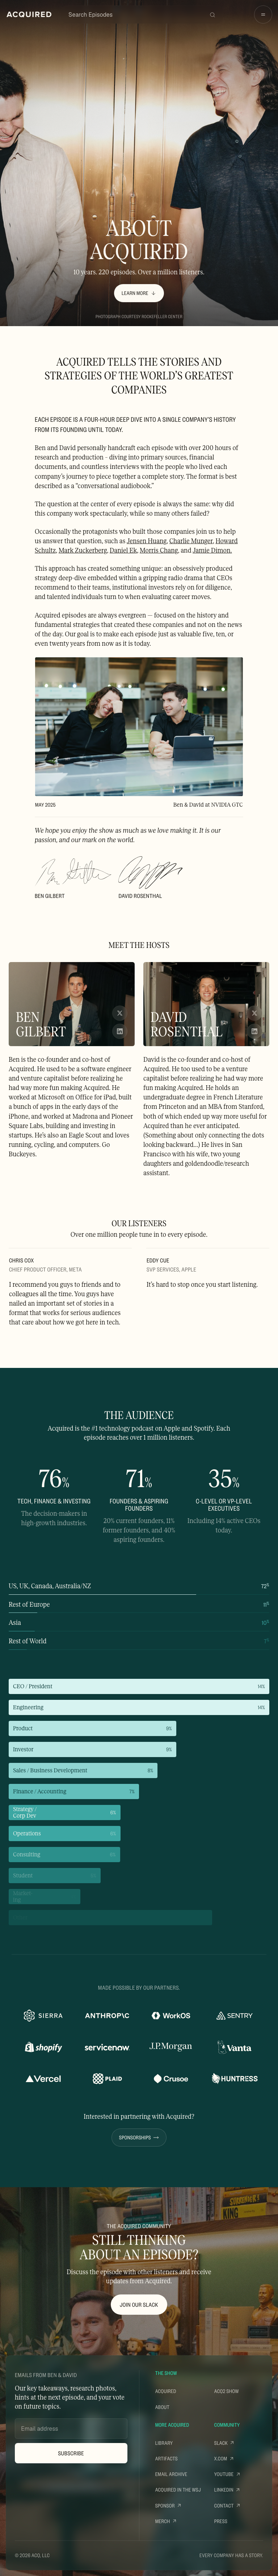 ACQUIRED
Search Episodes
ABOUT
ACQUIRED
10 years. 220 episodes. Over a million listeners.
LEARN MORE
PHOTOGRAPH COURTESY ROCKEFELLER CENTER
ACQUIRED TELLS THE STORIES AND
STRATEGIES OF THE WORLD'S GREATEST
COMPANIES
EACH EPISODE IS A FOUR-HOUR DEEP DIVE INTO A SINGLE COMPANY'S HISTORY
FROM ITS FOUNDING UNTIL TODAY.
Ben and David personally handcraft each episode with over 200 hours of
research and production – diving into primary sources, financial
statements, and countless interviews with the people who lived each
company's journey to piece together a complete story. The format is best
described as a "conversational audiobook."
The question at the center of every episode is always the same: why did
this company work spectacularly, while so many others failed?
Occasionally the protagonists who built those companies join us to help
us answer that question, such as Jensen Huang, Charlie Munger, Howard
Schultz, Mark Zuckerberg, Daniel Ek, Morris Chang, and Jamie Dimon.
This approach has created something unique: an obsessively produced
strategy deep-dive embedded within a gripping audio drama that CEOs
recommend to their teams, institutional investors rely on for diligence,
and talented individuals turn to when evaluating career moves.
Acquired episodes are always evergreen — focused on the history and
fundamental strategies that created these companies and not on the news
of the day. Our goal is to make each episode just as valuable five, ten, or
even twenty years from now as it is today.
MAY 2025
Ben & David at NVIDIA GTC
We hope you enjoy the show as much as we love making it. It is our
passion, and our mark on the world.
BEN GILBERT
DAVID ROSENTHAL
MEET THE HOSTS
BEN
GILBERT
DAVID
ROSENTHAL
Ben is the co-founder and co-host of
Acquired. He used to be a software engineer
and venture capitalist before realizing he
way more fun making Acquired. He
worked at Microsoft on Office for iPad, built
a bunch of apps in the early days of the
iPhone, and worked at Madrona and Pioneer
Square Labs, building and investing in
startups. He's also an Eagle Scout and loves
running, cycling, and computers. Go
Buckeyes.
David is the co-founder and co-host of
Acquired. He too used to be a venture
capitalist before realizing he had way more
fun making Acquired. He holds an
undergraduate degree in French Literature
from Princeton and an MBA from Stanford,
both of which ended up way more useful for
Acquired than he ever anticipated.
(Something about only connecting the dots
looking backward...) He lives in San
Francisco with his wife, two young
daughters and goldendoodle/research
assistant.
OUR LISTENERS
Over one million people tune in to every episode.
CHRIS COX
CHIEF PRODUCT OFFICER, META
I recommend you guys to friends and to
colleagues all the time. You guys have
nailed an important set of stories in a
format that works for serious audiences
that care about how we got here in tech.
EDDY CUE
SVP SERVICES, APPLE
It's hard to stop once you start listening.
THE AUDIENCE
Acquired is the #1 technology podcast on Apple and Spotify. Each
episode reaches over 1 million listeners.
76%
TECH, FINANCE & INVESTING
The decision makers in
high-growth industries.
71%
FOUNDERS & ASPIRING
FOUNDERS
20% current founders, 11%
former founders, and 40%
aspiring founders.
35%
C-LEVEL OR VP-LEVEL
EXECUTIVES
Including 14% active CEOs
today.
US, UK, Canada, Australia/NZ
72%
Rest of Europe
Asia
10%
Rest of World
CEO / President
14%
Engineering
14%
Product
9%
Investor
9%
Sales / Business Development
8%
Finance / Accounting
7%
Strategy /
Corp Dev
Operations
Consulting
Student
MADE POSSIBLE BY OUR PARTNERS.
SIERRA
ANTHROP\C
WorkOS
SENTRY
shopify
servicenow
J.P.Morgan
Vanta
Vercel
PLAID
Crusoe
HUNTRESS
Interested in partnering with Acquired?
SPONSORSHIPS →
THE ACQUIRED COMMUNITY
STILL THINKING
ABOUT AN EPISODE?
Discuss the episode with other listeners and receive
updates from Acquired.
JOIN OUR SLACK
EMAILS FROM BEN & DAVID
Our key takeaways, research photos,
hints at the next episode, and your vote
on future topics.
Email address
SUBSCRIBE
THE SHOW
ACQUIRED
ACQ2 SHOW
ABOUT
MORE ACQUIRED
COMMUNITY
LIBRARY
SLACK ↗
ARTIFACTS
X.COM ↗
EMAIL ARCHIVE
YOUTUBE ↗
ACQUIRED IN THE WSJ
LINKEDIN ↗
SPONSOR ↗
CONTACT ↗
MERCH ↗
PRESS
© 2026 ACQ, LLC
EVERY COMPANY HAS A STORY.